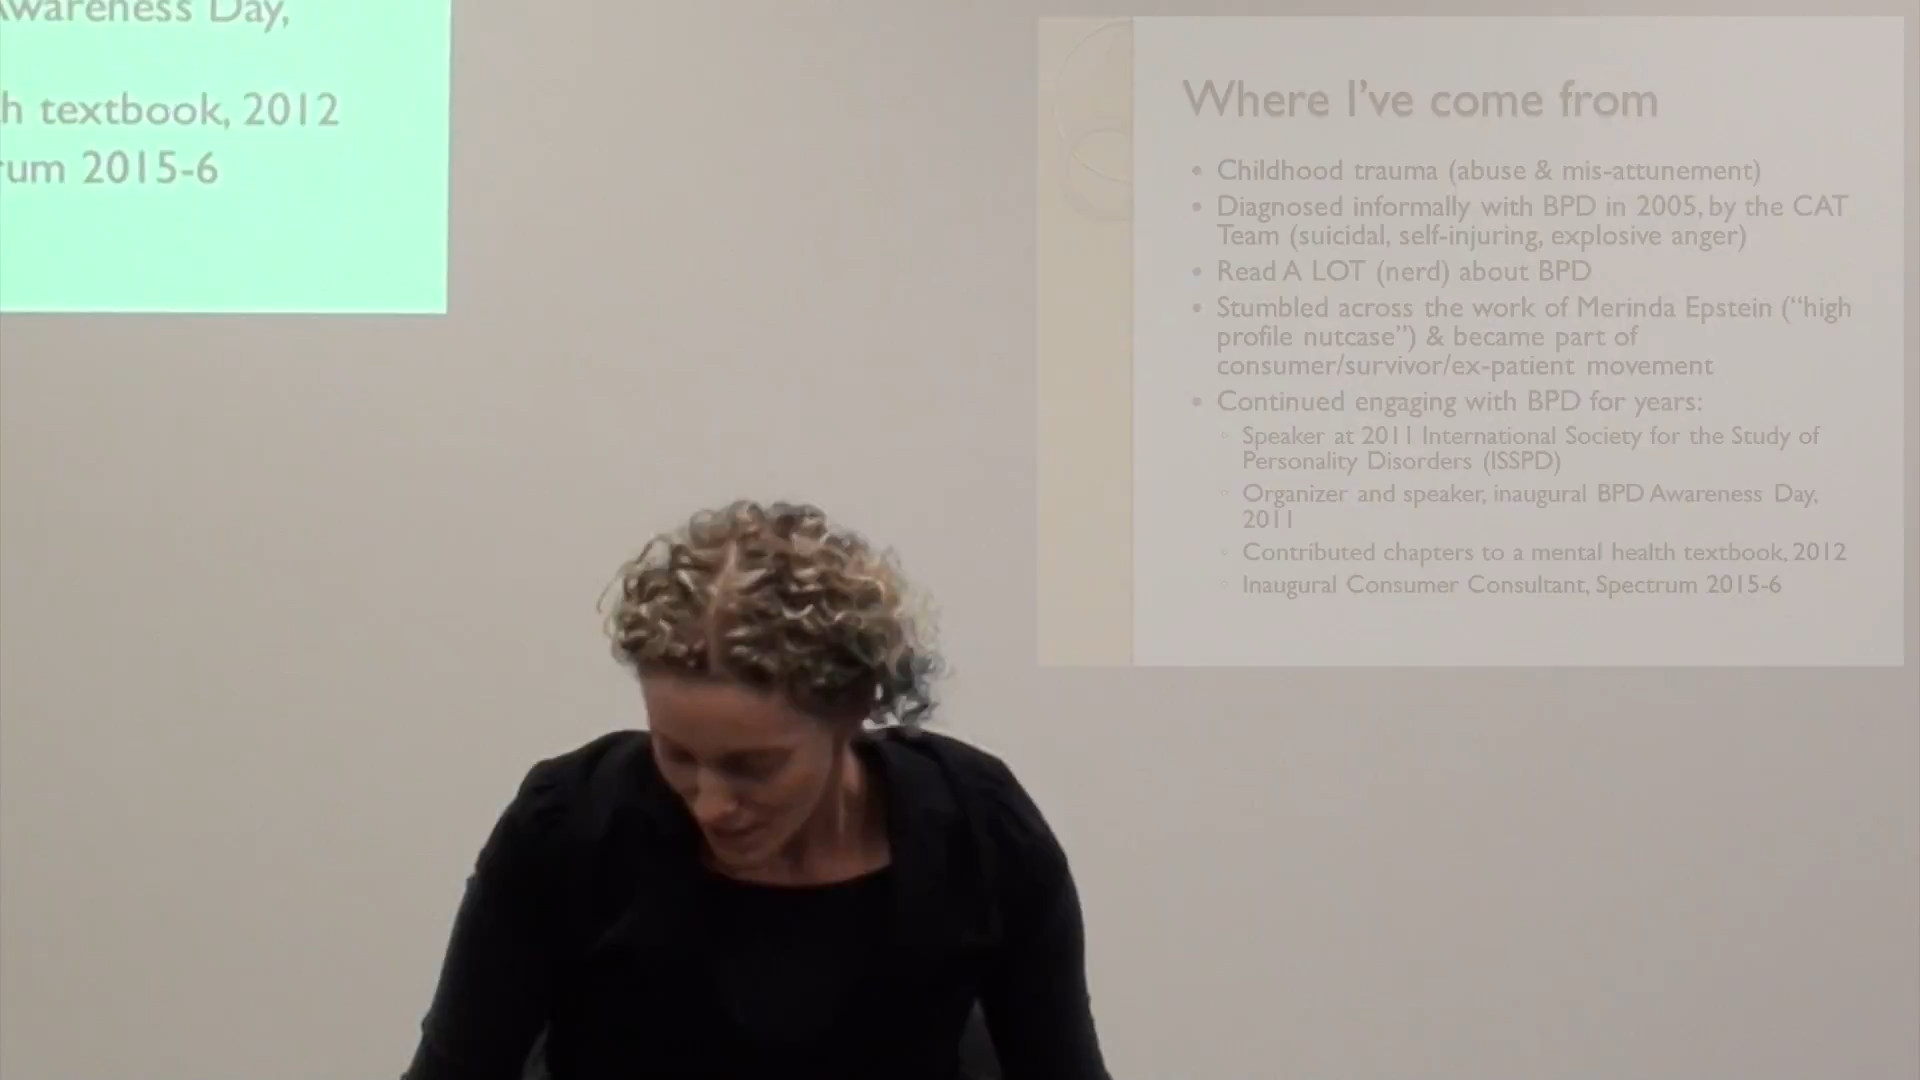 Awareness Day,
h textbook, 2012
rum 2015-6
Where I've come from
• Childhood trauma (abuse & mis-attunement)
• Diagnosed informally with BPD in 2005, by the CAT
Team (suicidal, self-injuring, explosive anger)
• Read A LOT (nerd) about BPD
• Stumbled across the work of Merinda Epstein (“high
profile nutcase”) & became part of
consumer/survivor/ex-patient movement
• Continued engaging with BPD for years:
◦ Speaker at 2011 International Society for the Study of
Personality Disorders (ISSPD)
◦ Organizer and speaker, inaugural BPD Awareness Day,
2011
◦ Contributed chapters to a mental health textbook, 2012
◦ Inaugural Consumer Consultant, Spectrum 2015-6